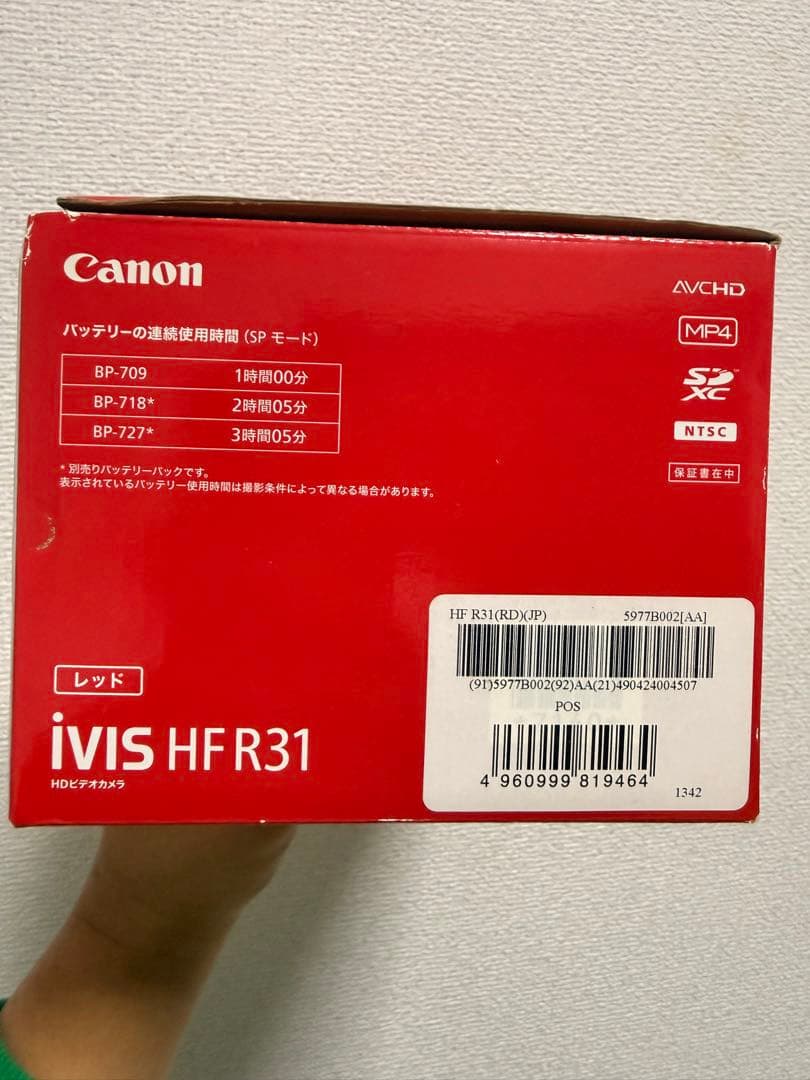 Canon
バッテリーの連続使用時間(SP モード)
BP-709 1時間00分
BP-718* 2時間05分
BP-727* 3時間05分
* 別売りバッテリーパックです。
表示されているバッテリー使用時間は撮影条件によって異なる場合があります。
AVCHD
MP4
SD
XC
NTSC
保証書在中
HF R31(RD)(JP) 5977B002[AA]
(91)5977B002(92)AA(21)490424004507
POS
4 960999 819464
1342
レッド
iVIS HF R31
HDビデオカメラ